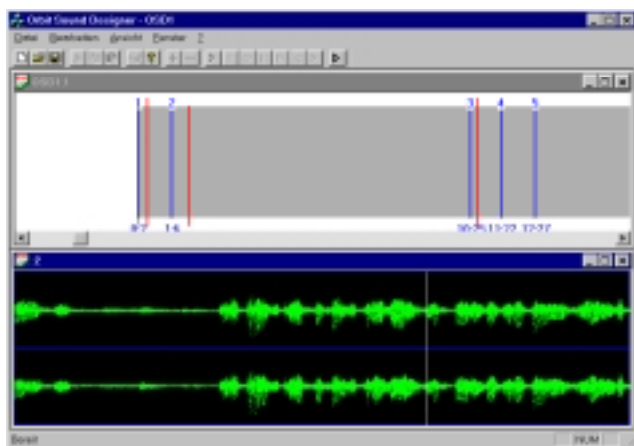 Orbit Sound Designer - OSD1
Datei Bearbeiten Ansicht Fenster ?
OSD1:1
1 2 3 4 5
2
Bereit NUM